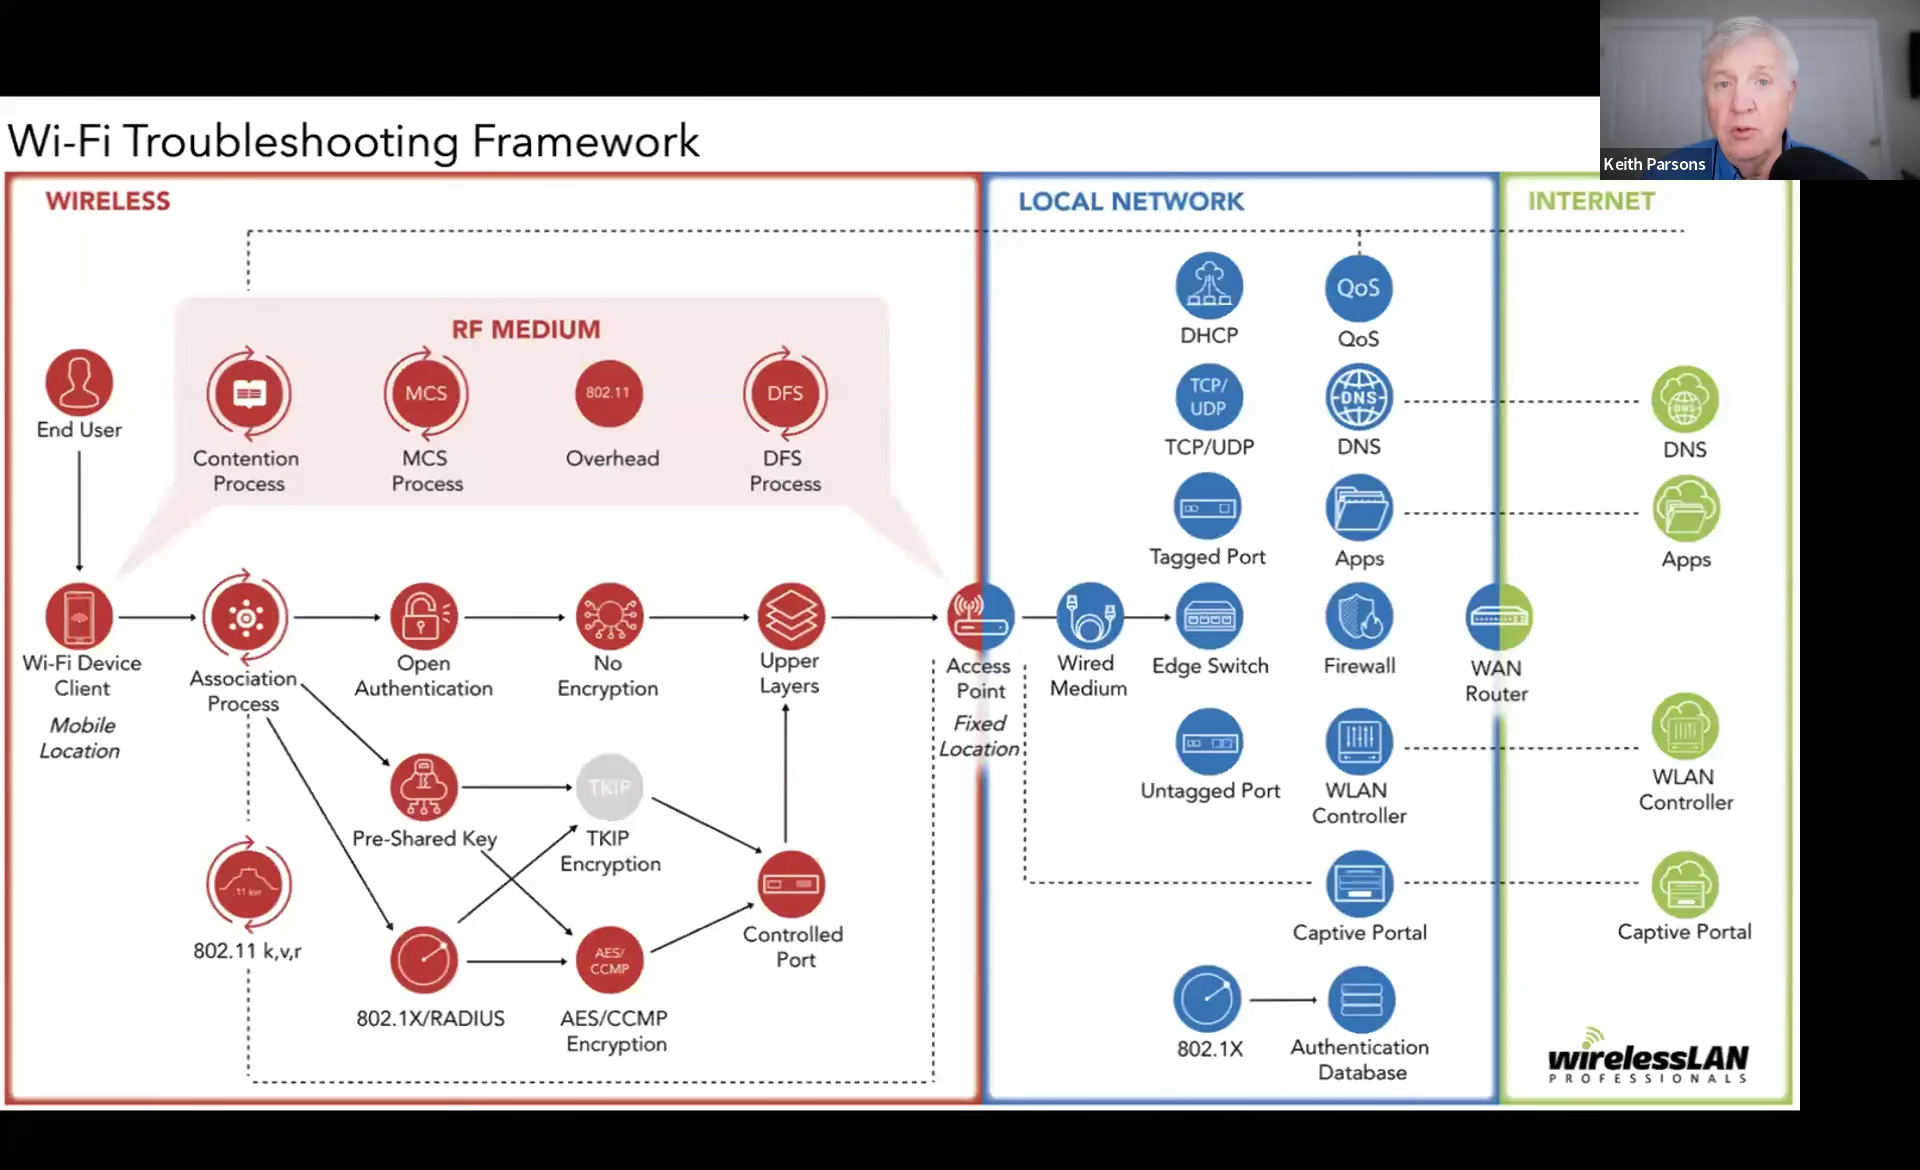 Keith Parsons
Wi-Fi Troubleshooting Framework
WIRELESS
LOCAL NETWORK
INTERNET
RF MEDIUM
End User
Contention
Process
MCS
MCS
Process
802.11
Overhead
DFS
DFS
Process
DHCP
QoS
QoS
TCP/
UDP
TCP/UDP
DNS
DNS
DNS
DNS
Tagged Port
Apps
Apps
Wi-Fi Device
Client
Mobile
Location
Association
Process
Open
Authentication
No
Encryption
Upper
Layers
Access
Point
Fixed
Location
Wired
Medium
Edge Switch
Firewall
WAN
Router
Pre-Shared Key
TKIP
TKIP
Encryption
Untagged Port
WLAN
Controller
WLAN
Controller
11 kvr
802.11 k,v,r
802.1X/RADIUS
AES/
CCMP
AES/CCMP
Encryption
Controlled
Port
Captive Portal
Captive Portal
802.1X
Authentication
Database
wirelessLAN
PROFESSIONALS